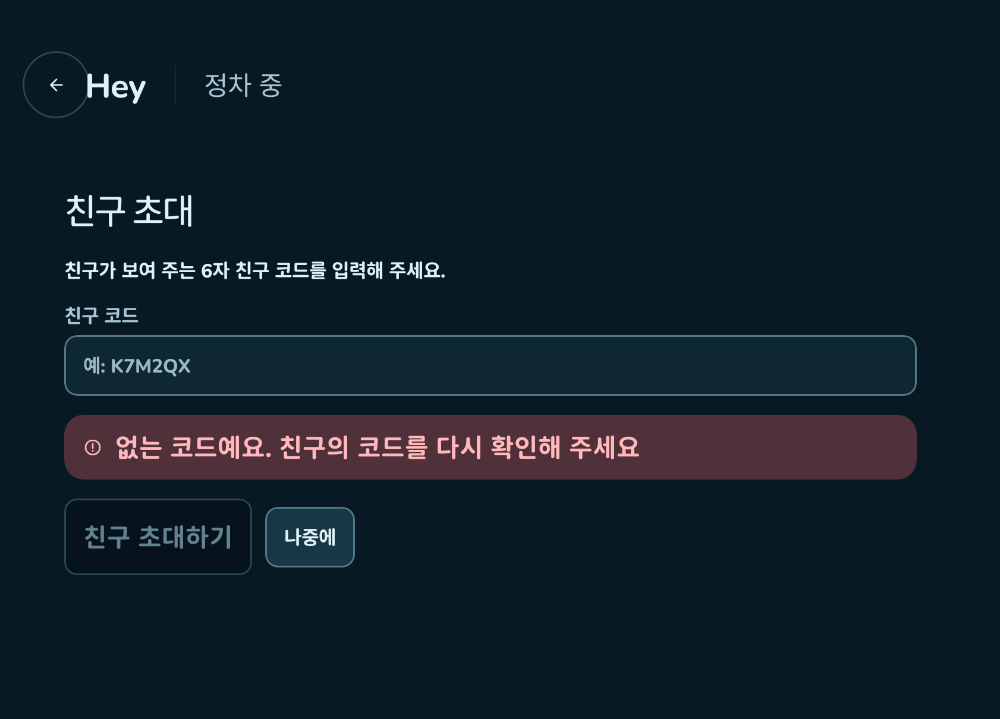 Hey
정차 중
친구 초대
친구가 보여 주는 6자 친구 코드를 입력해 주세요.
친구 코드
예: K7M2QX
없는 코드예요. 친구의 코드를 다시 확인해 주세요
친구 초대하기
나중에